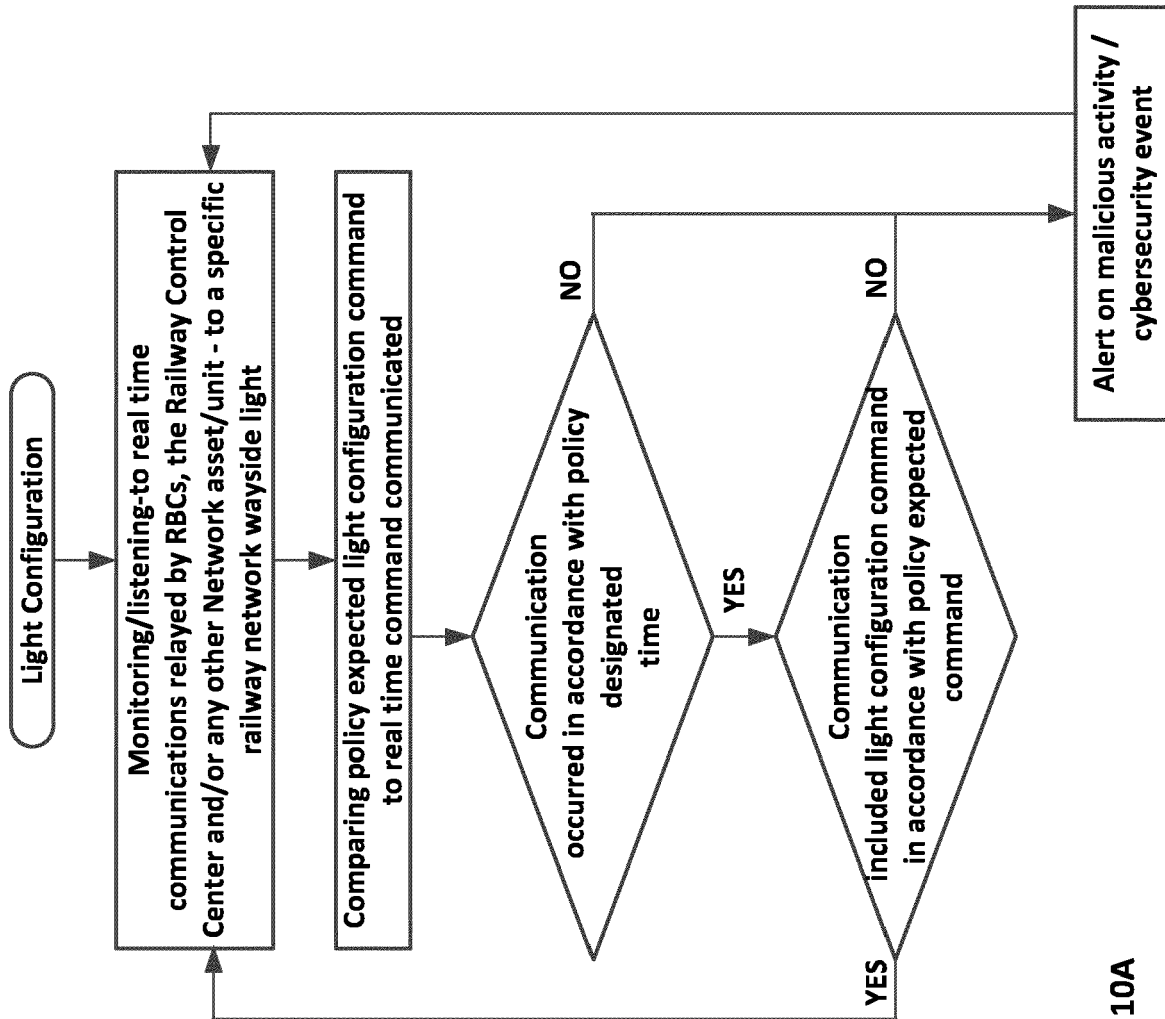 Light Configuration
Monitoring/listening-to real time
communications relayed by RBCs, the Railway Control
Center and/or any other Network asset/unit - to a specific
railway network wayside light
Comparing policy expected light configuration command
to real time command communicated
Communication
occurred in accordance with policy
designated
time
NO
YES
Communication
included light configuration command
in accordance with policy expected
command
NO
YES
Alert on malicious activity /
cybersecurity event
10A